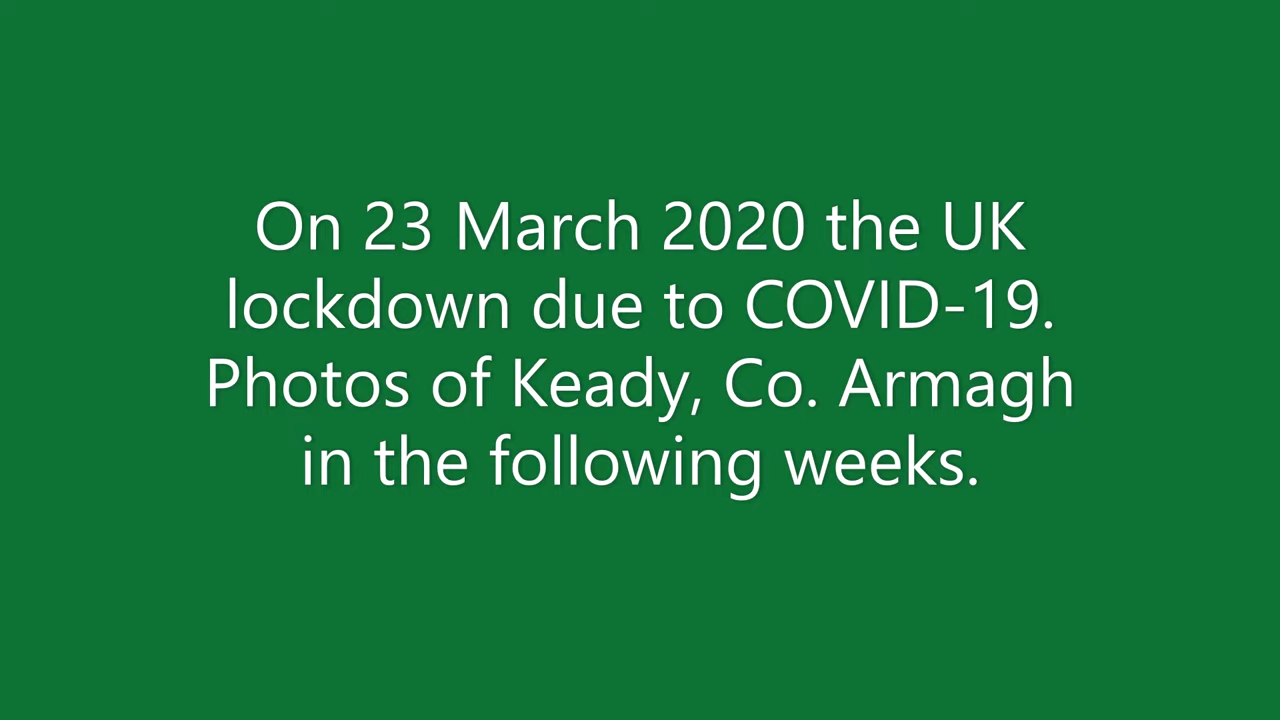 On 23 March 2020 the UK
lockdown due to COVID-19.
Photos of Keady, Co. Armagh
in the following weeks.